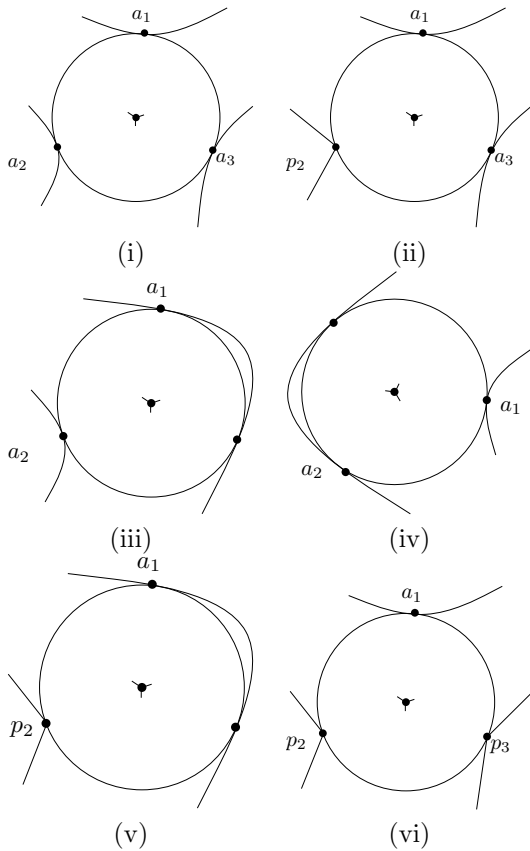 a₁ a₁
a₂ a₃ p₂ a₃
(i) (ii)
a₁
a₂ a₁
a₂
(iii) (iv)
a₁ a₁
p₂ p₂ p₃
(v) (vi)